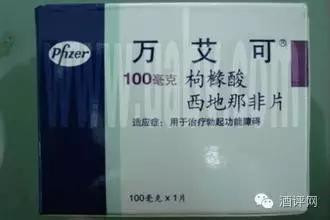 Pfizer
万艾可®
100毫克 枸橼酸
西地那非片
适应症：用于治疗勃起功能障碍
100毫克×1片
酒评网